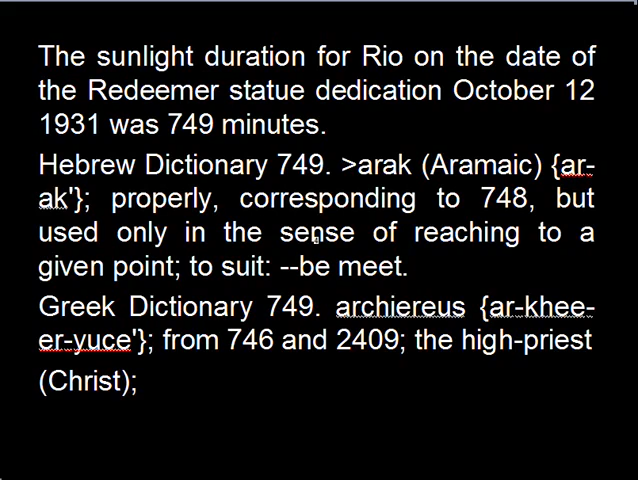 The sunlight duration for Rio on the date of
the Redeemer statue dedication October 12
1931 was 749 minutes.
Hebrew Dictionary 749. >arak (Aramaic) {ar-
ak'}; properly, corresponding to 748, but
used only in the sense of reaching to a
given point; to suit: --be meet.
Greek Dictionary 749. archiereus {ar-khee-
er-yuce'}; from 746 and 2409; the high-priest
(Christ);